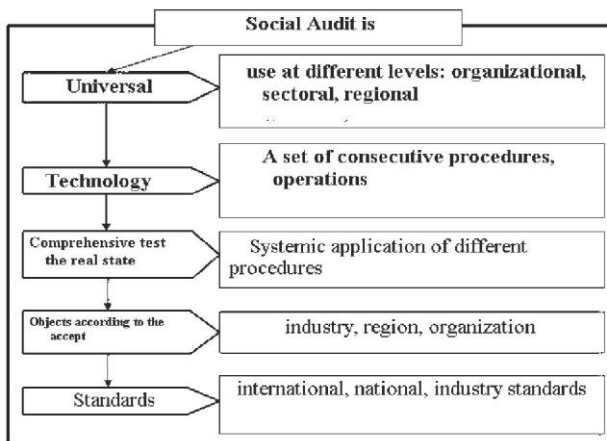 Social Audit is
Universal
use at different levels: organizational,
sectoral, regional
Technology
A set of consecutive procedures,
operations
Comprehensive test
the real state
Systemic application of different
procedures
Objects according to the
accept
industry, region, organization
Standards
international, national, industry standards